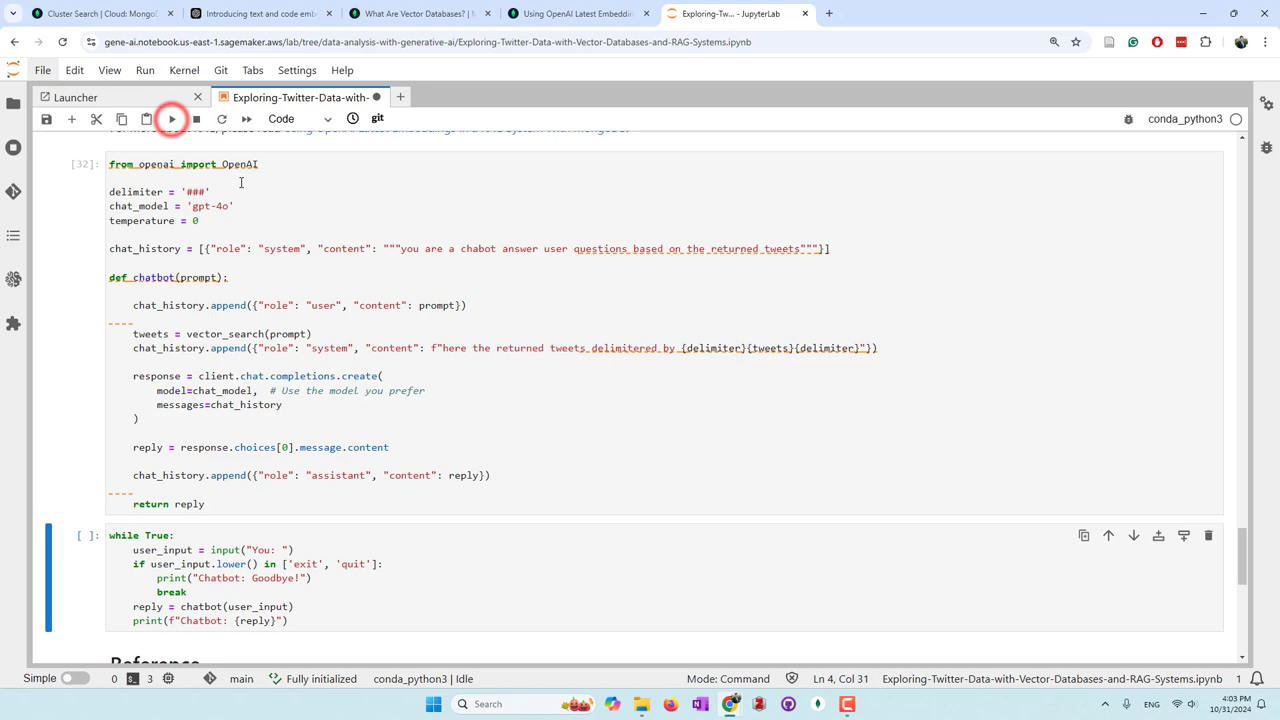 Cluster Search | Cloud: MongoD
Introducing text and code emb
What Are Vector Databases? | M
Using OpenAI Latest Embeddin
Exploring-Tw… - JupyterLab
gene-ai.notebook.us-east-1.sagemaker.aws/lab/tree/data-analysis-with-generative-ai/Exploring-Twitter-Data-with-Vector-Databases-and-RAG-Systems.ipynb
File Edit View Run Kernel Git Tabs Settings Help
Launcher
Exploring-Twitter-Data-with-
Code
git
conda_python3
[32]:
from openai import OpenAI
delimiter = '###'
chat_model = 'gpt-4o'
temperature = 0
chat_history = [{"role": "system", "content": """you are a chabot answer user questions based on the returned tweets"""}]
def chatbot(prompt):
chat_history.append({"role": "user", "content": prompt})
tweets = vector_search(prompt)
chat_history.append({"role": "system", "content": f"here the returned tweets delimitered by {delimiter}{tweets}{delimiter}"})
response = client.chat.completions.create(
model=chat_model, # Use the model you prefer
messages=chat_history
)
reply = response.choices[0].message.content
chat_history.append({"role": "assistant", "content": reply})
return reply
[ ]:
while True:
user_input = input("You: ")
if user_input.lower() in ['exit', 'quit']:
print("Chatbot: Goodbye!")
break
reply = chatbot(user_input)
print(f"Chatbot: {reply}")
Reference
Simple 0 3 main Fully initialized conda_python3 | Idle Mode: Command Ln 4, Col 31 Exploring-Twitter-Data-with-Vector-Databases-and-RAG-Systems.ipynb 1
Search
ENG
4:03 PM
10/31/2024